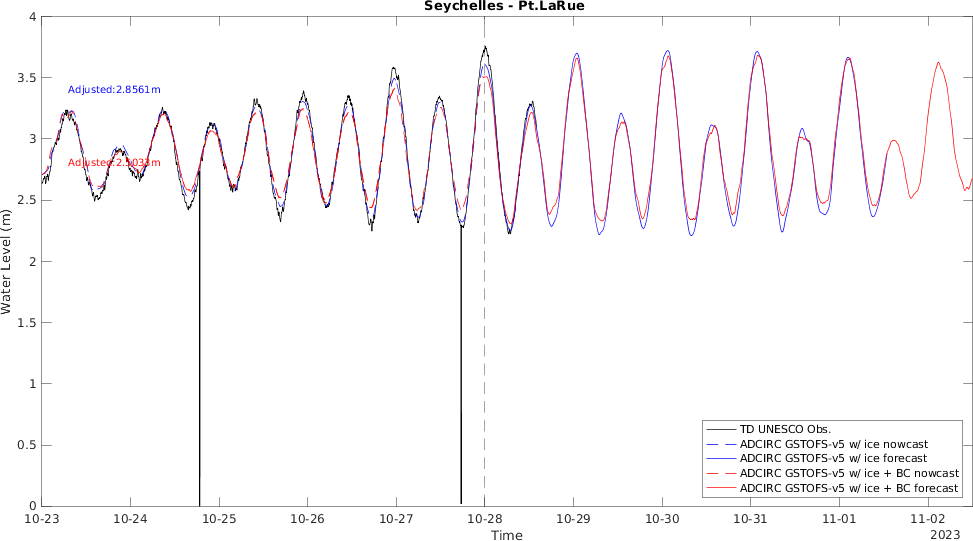 Seychelles - Pt.LaRue
4
3.5
3
2.5
2
1.5
1
0.5
0
Water Level (m)
Adjusted:2.8561m
Adjusted:
10-23
10-24
10-25
10-26
10-27
10-28
10-29
10-30
10-31
11-01
11-02
2023
Time
TD UNESCO Obs.
ADCIRC GSTOFS-v5 w/ ice nowcast
ADCIRC GSTOFS-v5 w/ ice forecast
ADCIRC GSTOFS-v5 w/ ice + BC nowcast
ADCIRC GSTOFS-v5 w/ ice + BC forecast